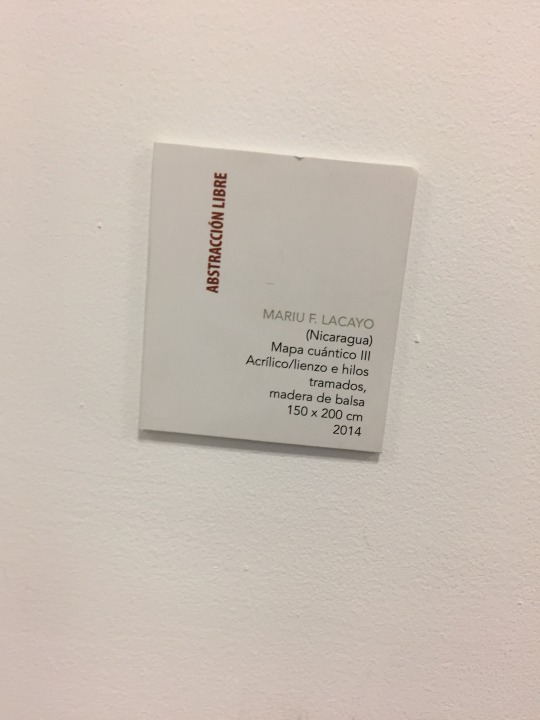 ABSTRACCIÓN LIBRE
MARIU F. LACAYO
(Nicaragua)
Mapa cuántico III
Acrílico/lienzo e hilos
tramados,
madera de balsa
150 x 200 cm
2014